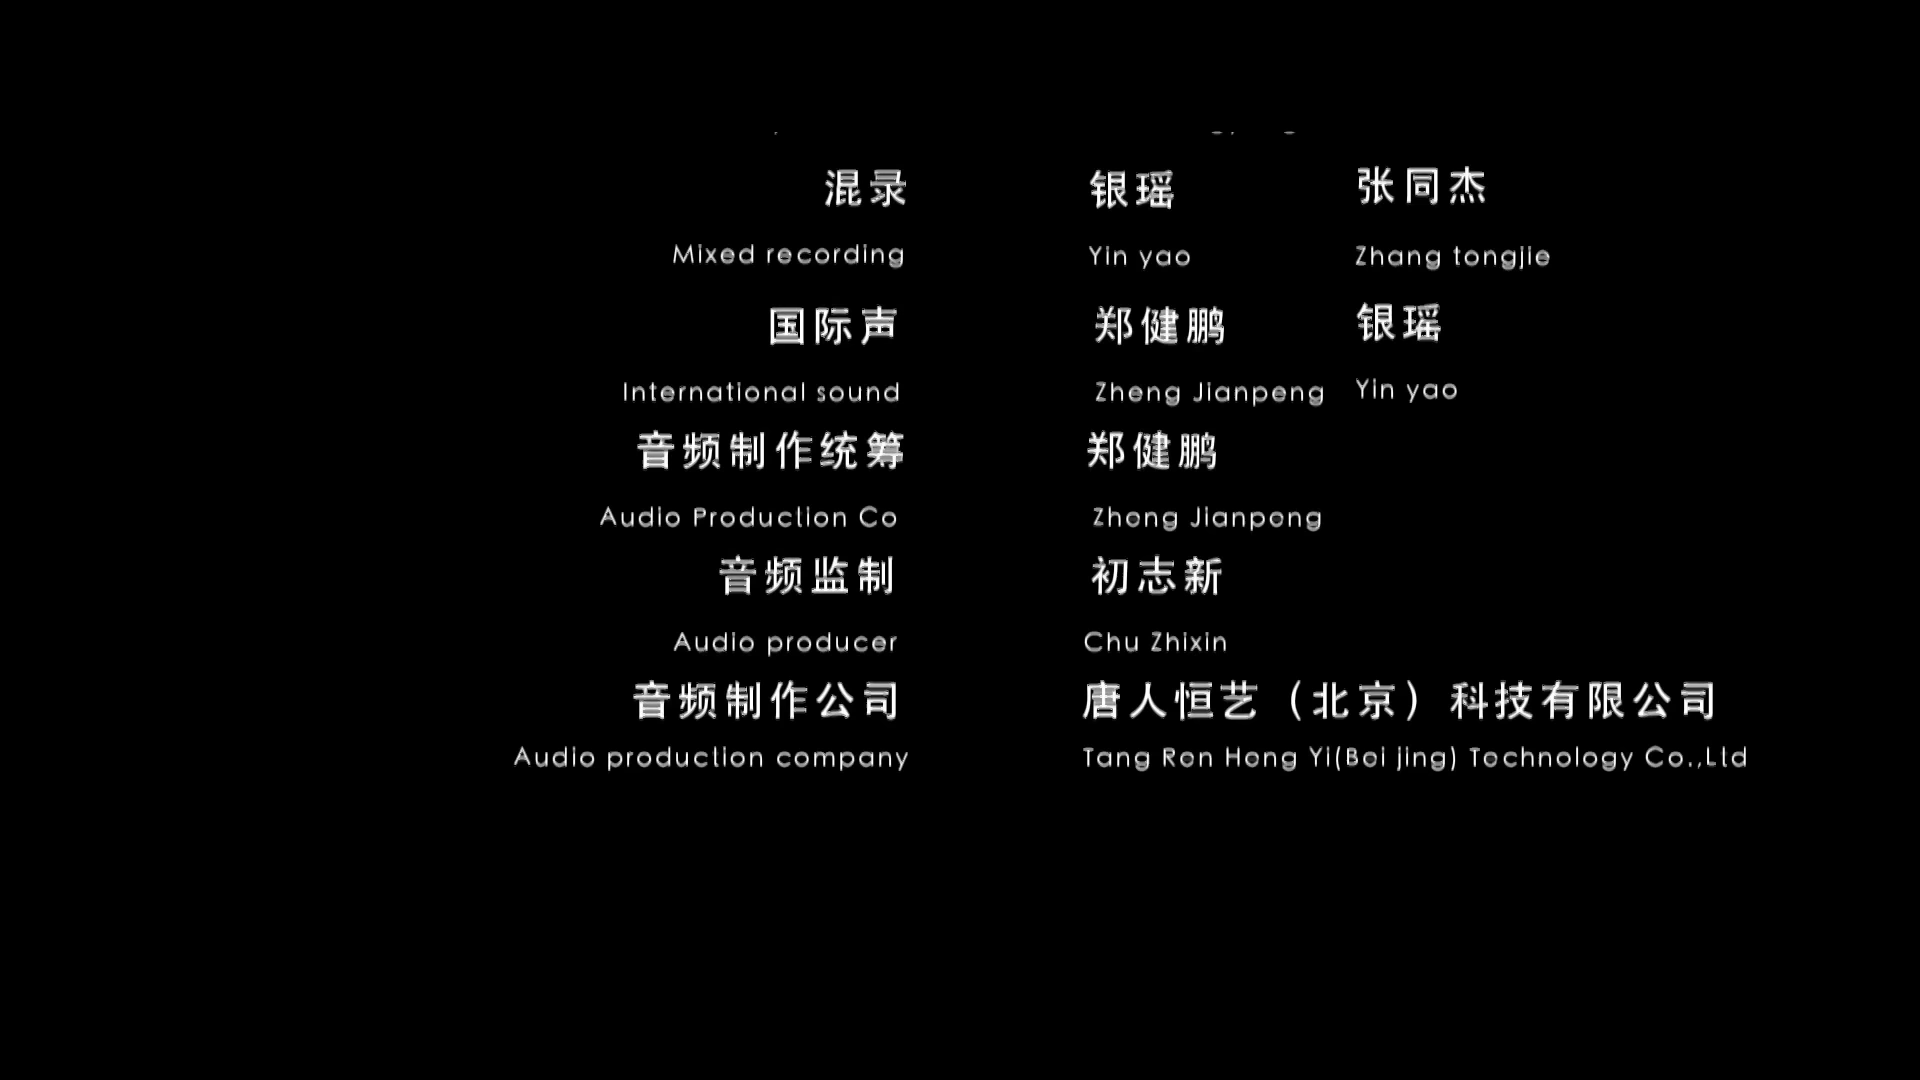 混录 银瑶 张同杰
Mixed recording Yin yao Zhang tongjie
国际声 郑健鹏 银瑶
International sound Zheng Jianpeng Yin yao
音频制作统筹 郑健鹏
Audio Production Co Zheng Jianpeng
音频监制 初志新
Audio producer Chu Zhixin
音频制作公司 唐人恒艺（北京）科技有限公司
Audio production company Tang Ren Heng Yi(Bei jing) Technology Co.,Ltd